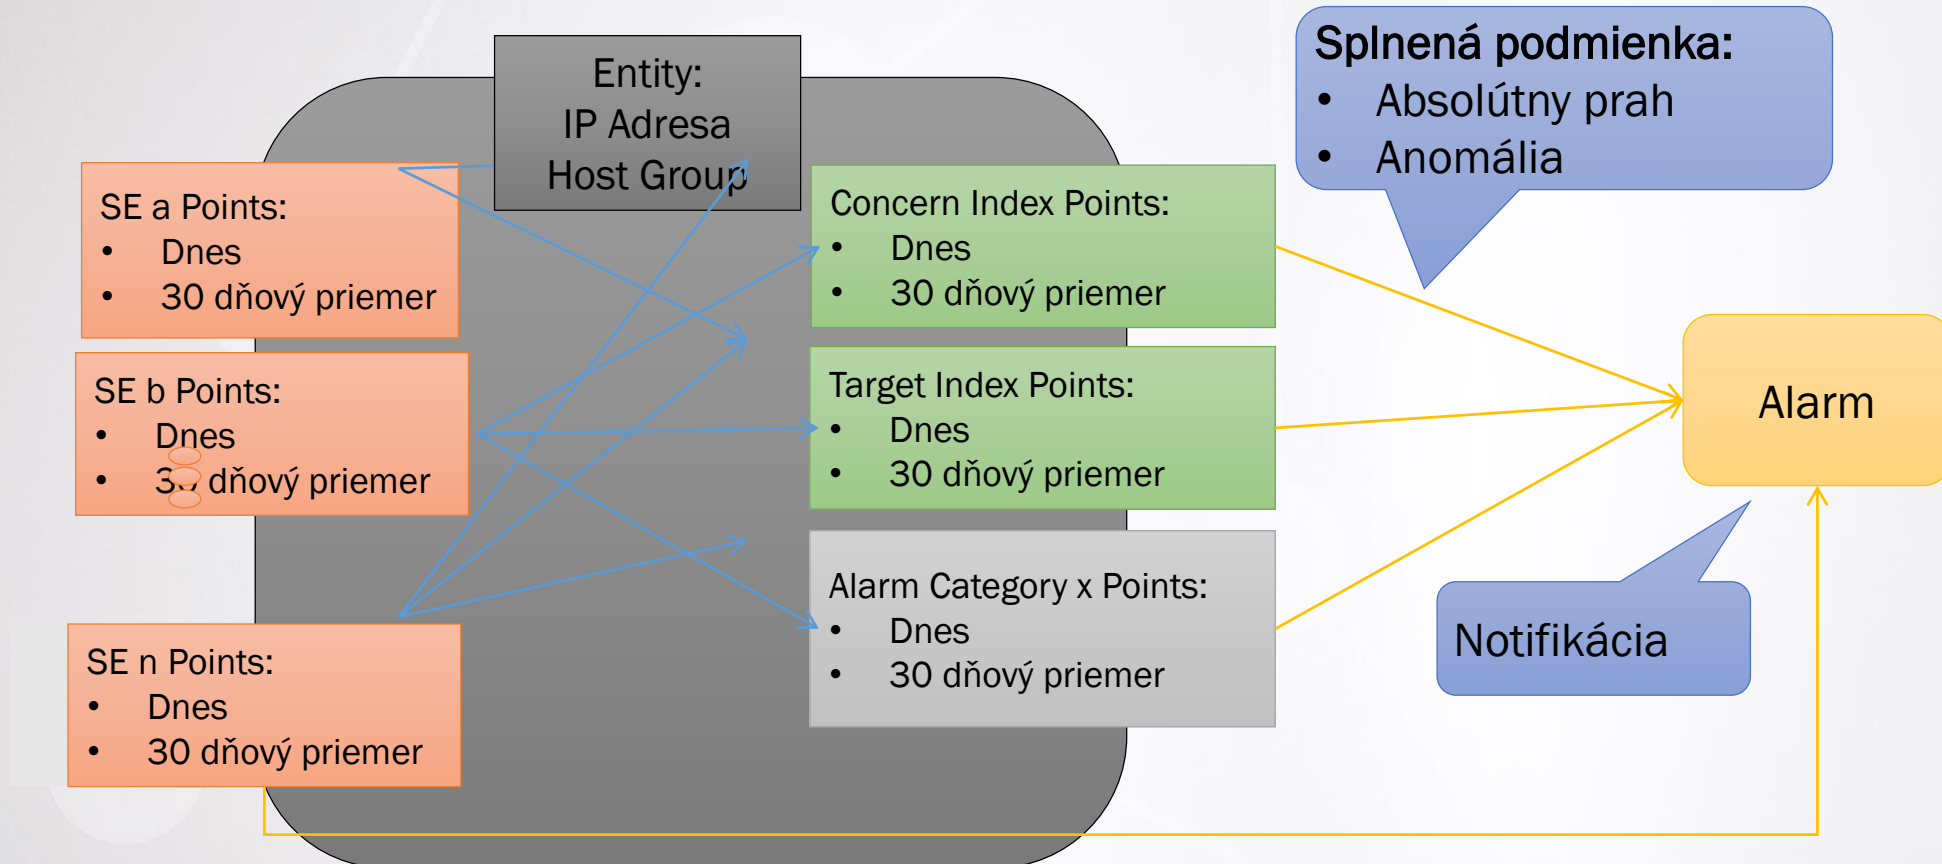 Entity:
IP Adresa
Host Group
SE a Points:
• Dnes
• 30 dňový priemer
SE b Points:
• Dnes
• 30 dňový priemer
SE n Points:
• Dnes
• 30 dňový priemer
Concern Index Points:
• Dnes
• 30 dňový priemer
Target Index Points:
• Dnes
• 30 dňový priemer
Alarm Category x Points:
• Dnes
• 30 dňový priemer
Splnená podmienka:
• Absolútny prah
• Anomália
Alarm
Notifikácia